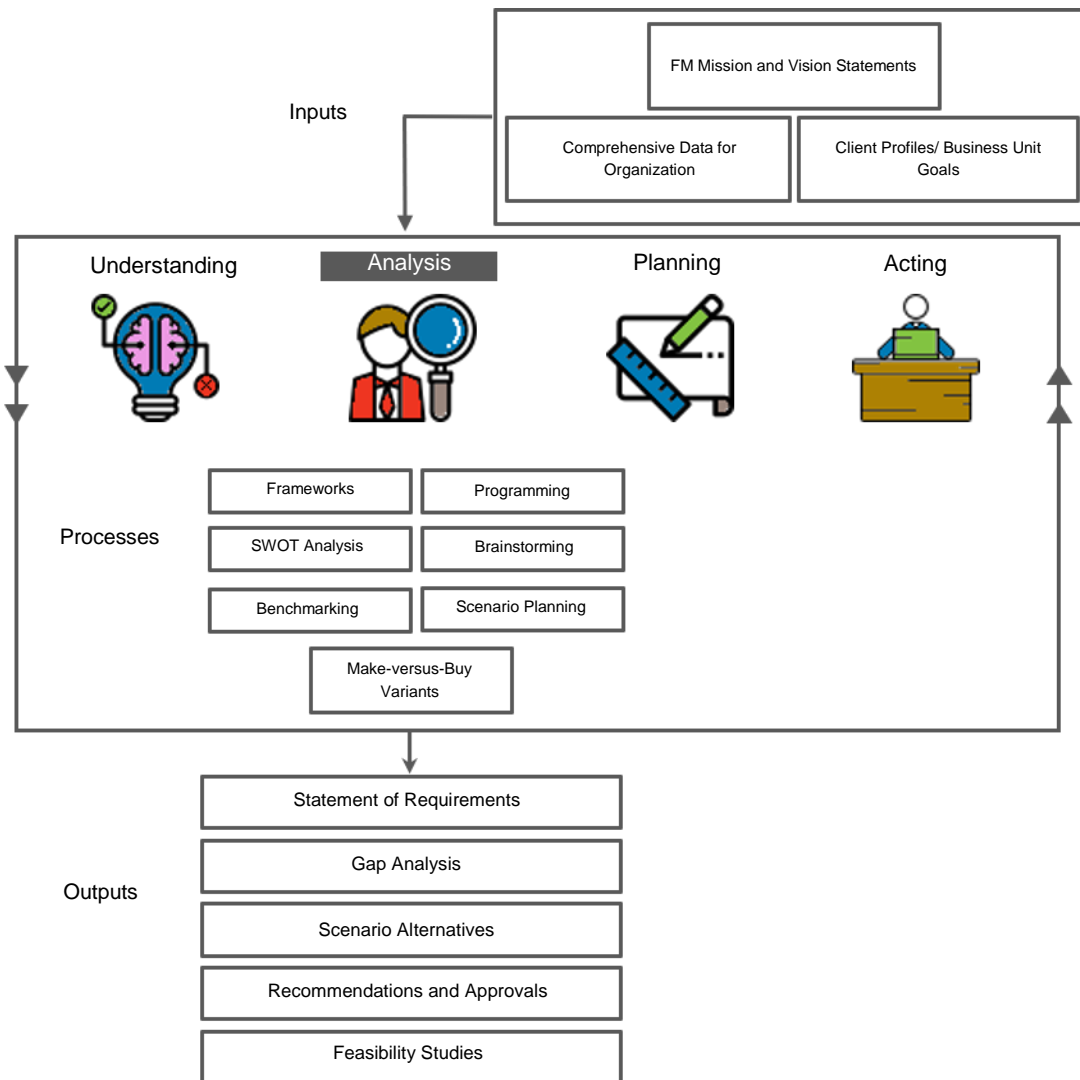 FM Mission and Vision Statements
Inputs
Comprehensive Data for
Organization
Client Profiles/ Business Unit
Goals
Understanding
Analysis
Planning
Acting
Processes
Frameworks
Programming
SWOT Analysis
Brainstorming
Benchmarking
Scenario Planning
Make-versus-Buy
Variants
Statement of Requirements
Gap Analysis
Outputs
Scenario Alternatives
Recommendations and Approvals
Feasibility Studies